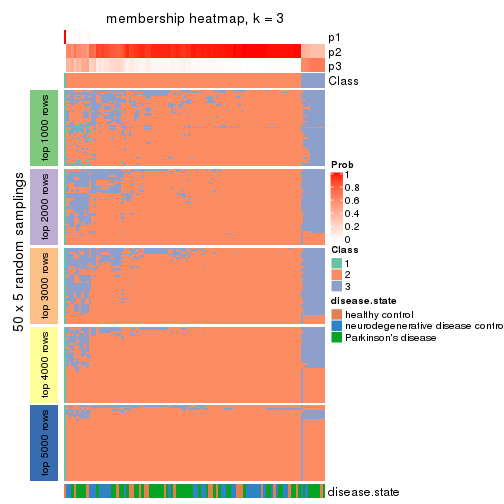 membership heatmap, k = 3
p1
p2
p3
Class
50 x 5 random samplings
top 1000 rows
top 2000 rows
top 3000 rows
top 4000 rows
top 5000 rows
Prob
1
0.8
0.6
0.4
0.2
0
Class
1
2
3
disease.state
healthy control
neurodegenerative disease contro
Parkinson's disease
disease.state